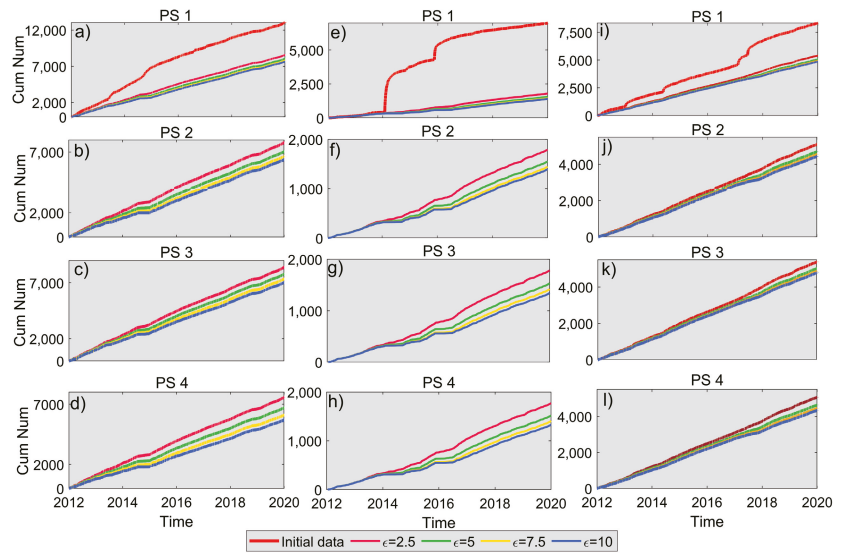 PS 1 PS 1 PS 1
a) e) i)
12,000 7,000 2,000 0
5,000 2,500 0
7,500 5,000 2,500 0
Cum Num
PS 2 PS 2 PS 2
b) f) j)
7,000 2,000 0
2,000 1,000 0
4,000 2,000 0
Cum Num
PS 3 PS 3 PS 3
c) g) k)
7,000 2,000 0
2,000 1,000 0
4,000 2,000 0
Cum Num
PS 4 PS 4 PS 4
d) h) l)
7000 2000 0
2,000 1,000 0
4,000 2,000 0
Cum Num
2012 2014 2016 2018 2020 2012 2014 2016 2018 2020 2012 2014 2016 2018 2020
Time Time Time
Initial data ϵ=2.5 ϵ=5 ϵ=7.5 ϵ=10